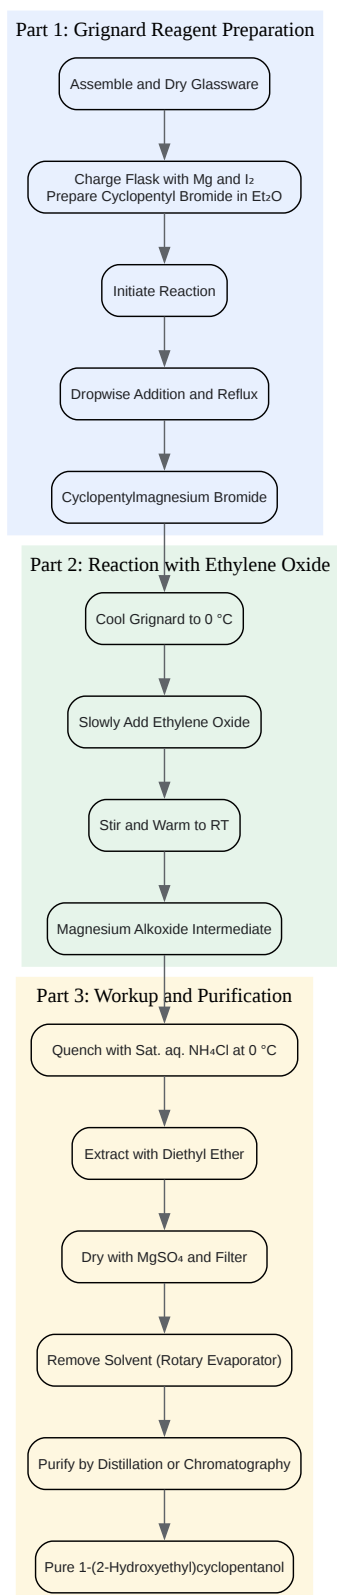 Part 1: Grignard Reagent Preparation
Assemble and Dry Glassware
Charge Flask with Mg and I₂
Prepare Cyclopentyl Bromide in Et₂O
Initiate Reaction
Dropwise Addition and Reflux
Cyclopentylmagnesium Bromide
Part 2: Reaction with Ethylene Oxide
Cool Grignard to 0 °C
Slowly Add Ethylene Oxide
Stir and Warm to RT
Magnesium Alkoxide Intermediate
Part 3: Workup and Purification
Quench with Sat. aq. NH₄Cl at 0 °C
Extract with Diethyl Ether
Dry with MgSO₄ and Filter
Remove Solvent (Rotary Evaporator)
Purify by Distillation or Chromatography
Pure 1-(2-Hydroxyethyl)cyclopentanol